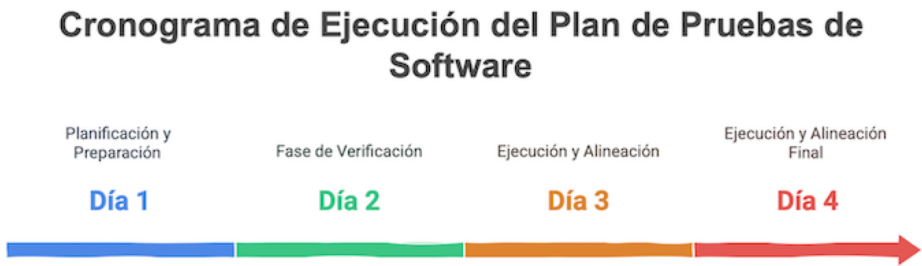 Cronograma de Ejecución del Plan de Pruebas de
Software
Planificación y
Preparación
Día 1
Fase de Verificación
Día 2
Ejecución y Alineación
Día 3
Ejecución y Alineación
Final
Día 4